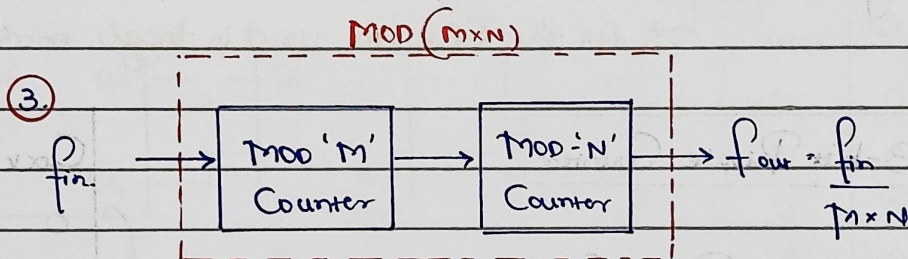 MOD (M×N)
3.
fin. → MOD 'M' → MOD-'N' → fout = fin
Counter Counter M×N